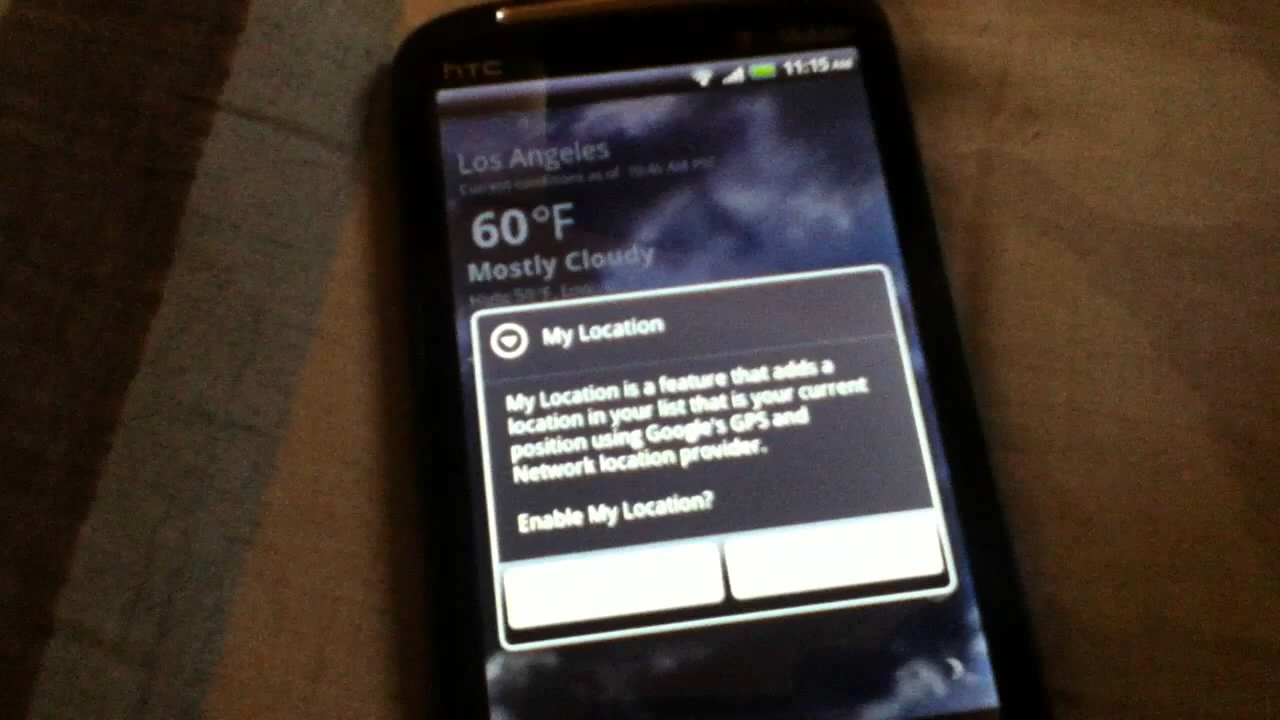 hTC
11:15 AM
Los Angeles
Current conditions as of 10:46 AM PST
60°F
Mostly Cloudy
My Location
My Location is a feature that adds a
location in your list that is your current
position using Google's GPS and
Network location provider.
Enable My Location?